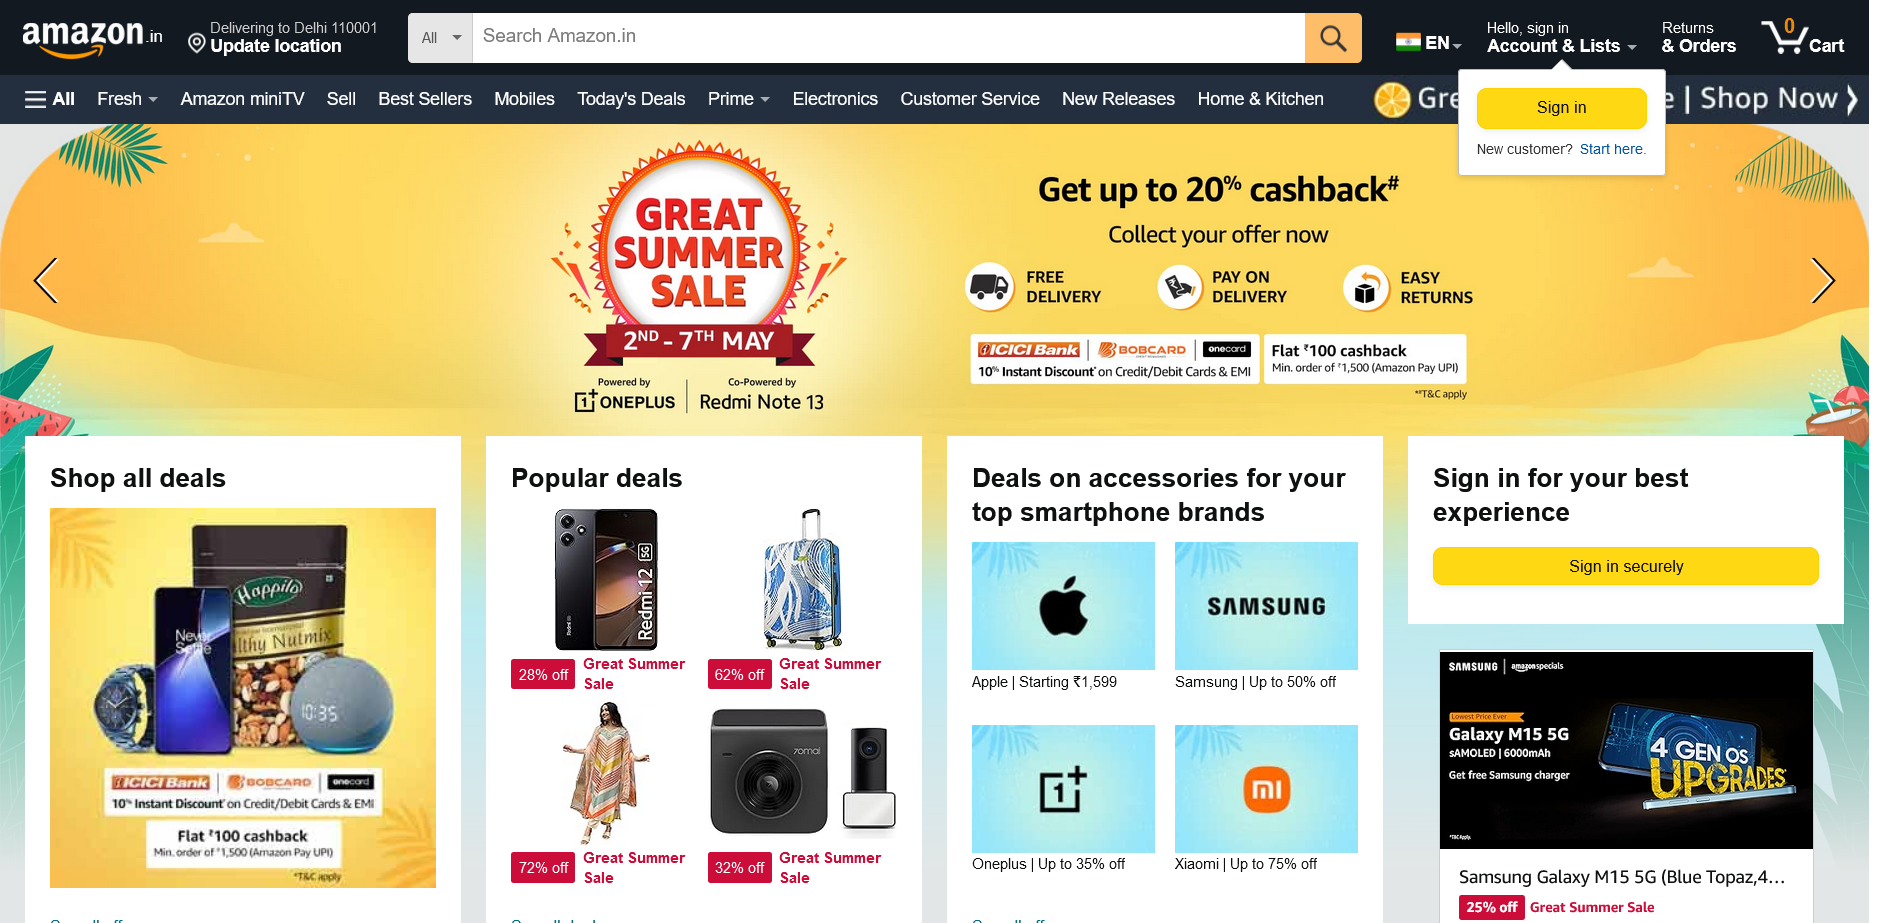 amazon.in
Delivering to Delhi 110001
Update location
All
Search Amazon.in
EN
Hello, sign in
Account & Lists
Returns
& Orders
0
Cart
All
Fresh
Amazon miniTV
Sell
Best Sellers
Mobiles
Today's Deals
Prime
Electronics
Customer Service
New Releases
Home & Kitchen
Gre
e | Shop Now
Sign in
New customer? Start here.
GREAT
SUMMER
SALE
2ND - 7TH MAY
Powered by
ONEPLUS
Co-Powered by
Redmi Note 13
Get up to 20% cashback#
Collect your offer now
FREE
DELIVERY
PAY ON
DELIVERY
EASY
RETURNS
ICICI Bank | BOBCARD | onecard
10% Instant Discount* on Credit/Debit Cards & EMI
Flat ₹100 cashback
Min. order of ₹1,500 (Amazon Pay UPI)
**T&C apply
Shop all deals
Happilo
Never
Settle
lthy Nutmix
10:35
ICICI Bank | BOBCARD | onecard
10% Instant Discount* on Credit/Debit Cards & EMI
Flat ₹100 cashback
Min. order of ₹1,500 (Amazon Pay UPI)
*T&C apply
Popular deals
Redmi 12 5G
28% off
Great Summer
Sale
62% off
Great Summer
Sale
70mai
72% off
Great Summer
Sale
32% off
Great Summer
Sale
Deals on accessories for your
top smartphone brands
Apple | Starting ₹1,599
SAMSUNG
Samsung | Up to 50% off
Oneplus | Up to 35% off
Xiaomi | Up to 75% off
Sign in for your best
experience
Sign in securely
SAMSUNG | amazonspecials
Lowest Price Ever
Galaxy M15 5G
sAMOLED | 6000mAh
Get free Samsung charger
4 GEN OS
UPGRADES
*T&C Apply.
Samsung Galaxy M15 5G (Blue Topaz,4...
25% off
Great Summer Sale